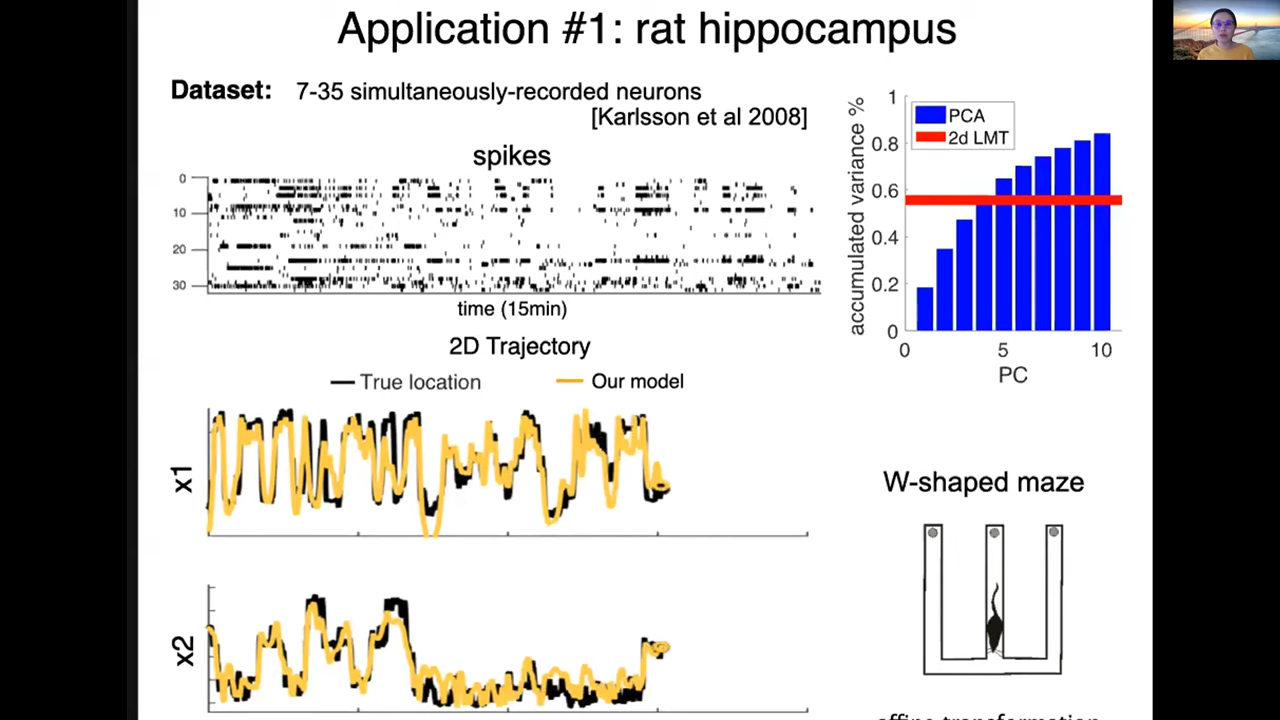 Application #1: rat hippocampus
Dataset: 7-35 simultaneously-recorded neurons
[Karlsson et al 2008]
spikes
0
10
20
30
time (15min)
2D Trajectory
True location
Our model
x1
x2
accumulated variance %
1
0.8
0.6
0.4
0.2
0
PCA
2d LMT
0 5 10
PC
W-shaped maze
affine transformation